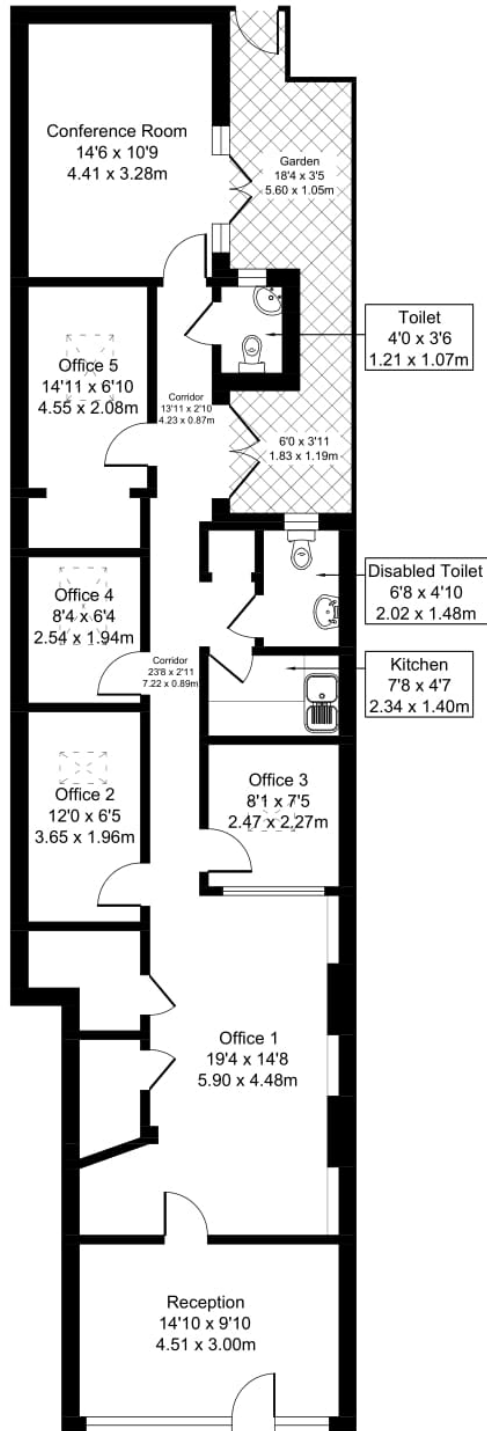 Conference Room
14'6 x 10'9
4.41 x 3.28m
Garden
18'4 x 3'5
5.60 x 1.05m
Toilet
4'0 x 3'6
1.21 x 1.07m
Office 5
14'11 x 6'10
4.55 x 2.08m
Corridor
13'11 x 2'10
4.23 x 0.87m
6'0 x 3'11
1.83 x 1.19m
Disabled Toilet
6'8 x 4'10
2.02 x 1.48m
Office 4
8'4 x 6'4
2.54 x 1.94m
Corridor
23'8 x 2'11
7.22 x 0.89m
Kitchen
7'8 x 4'7
2.34 x 1.40m
Office 2
12'0 x 6'5
3.65 x 1.96m
Office 3
8'1 x 7'5
2.47 x 2.27m
Office 1
19'4 x 14'8
5.90 x 4.48m
Reception
14'10 x 9'10
4.51 x 3.00m